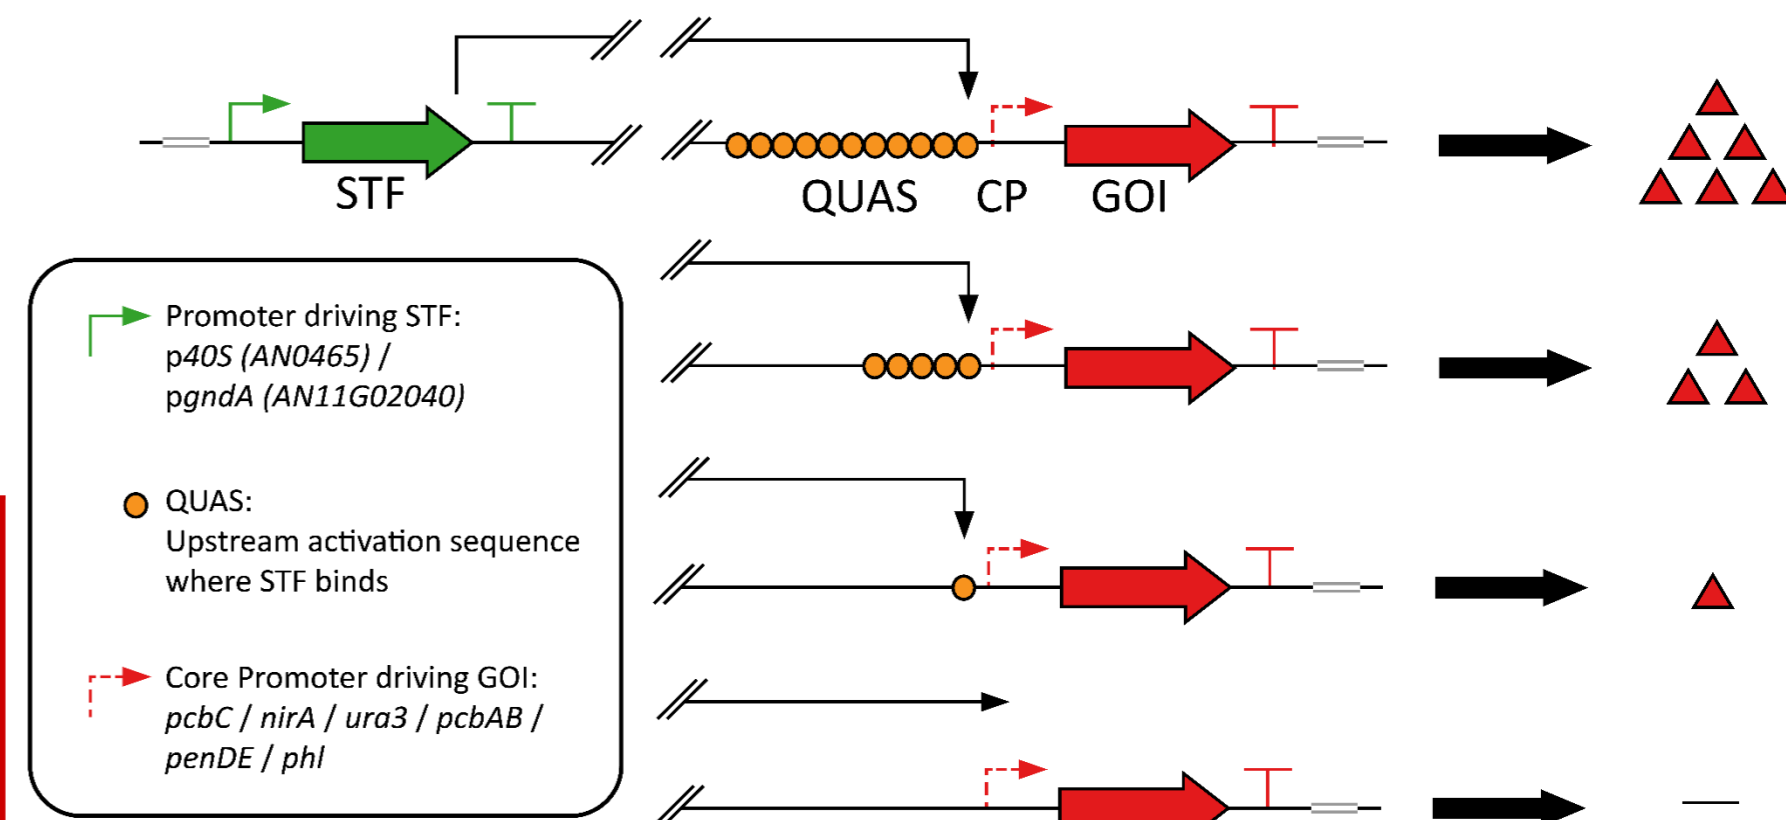 STF
QUAS CP GOI
Promoter driving STF:
p40S (AN0465) /
pgndA (AN11G02040)
QUAS:
Upstream activation sequence
where STF binds
Core Promoter driving GOI:
pcbC / nirA / ura3 / pcbAB /
penDE / phl